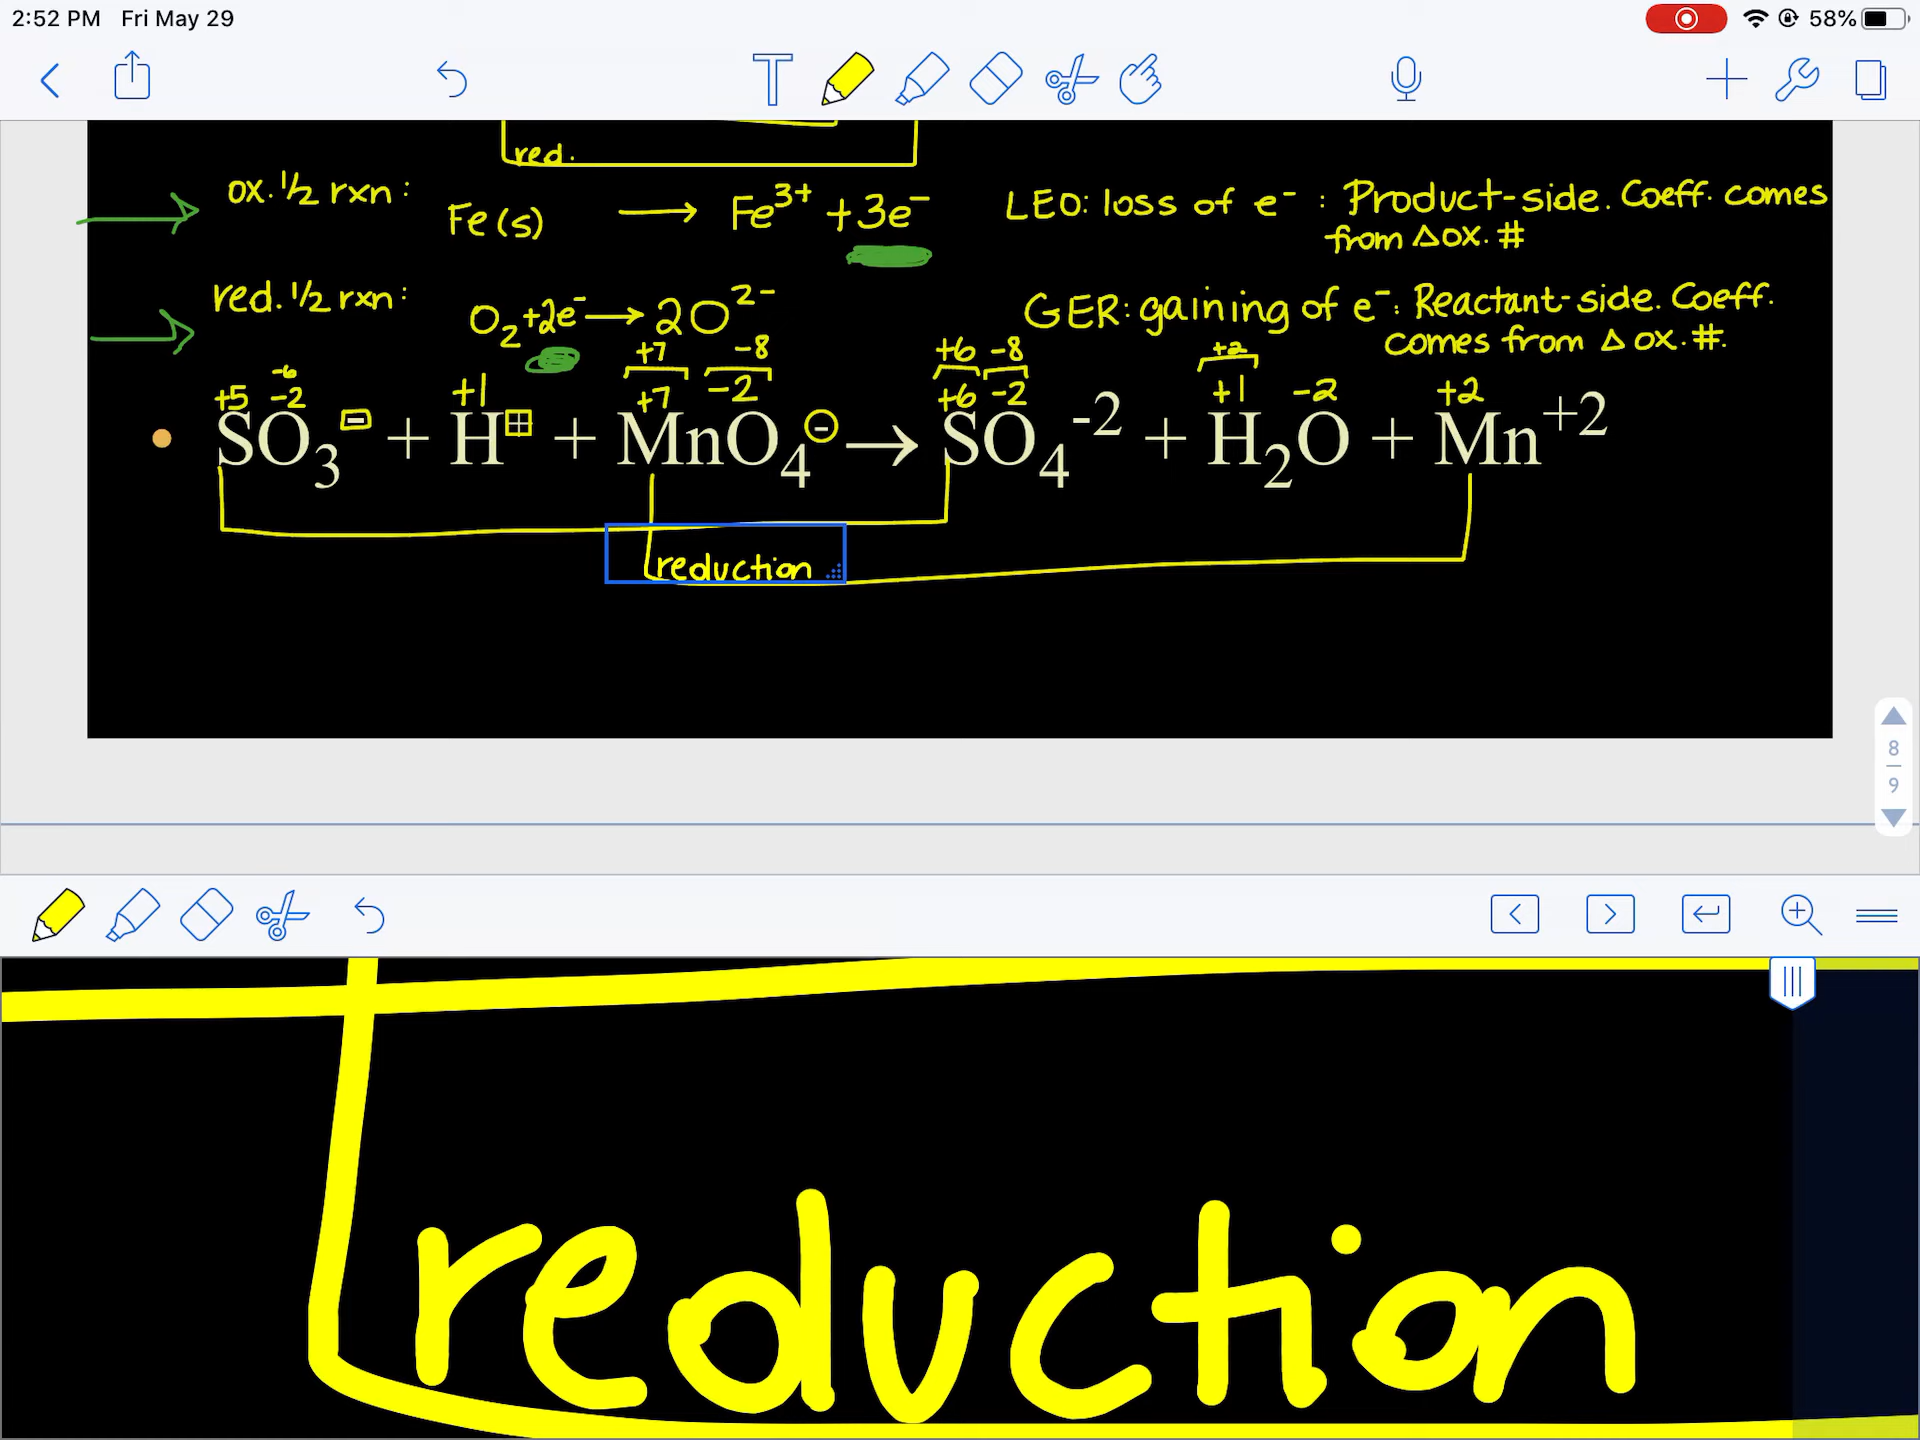 2:52 PM Fri May 29
58%
T
red.
ox. 1/2 rxn: Fe(s) → Fe³⁺ + 3e⁻ LEO: loss of e⁻ : Product-side. Coeff. comes
from Δox. #
red. 1/2 rxn: O₂+2e⁻ → 2O²⁻ GER: gaining of e⁻: Reactant-side. Coeff.
comes from Δ ox. #.
+7 -8 +6 -8 +2
-6
+5 -2 +1 +7 -2 +6 -2 +1 -2 +2
• SO₃⁻ + H⁺ + MnO₄⁻ → SO₄⁻² + H₂O + Mn⁺²
reduction
8
9
reduction